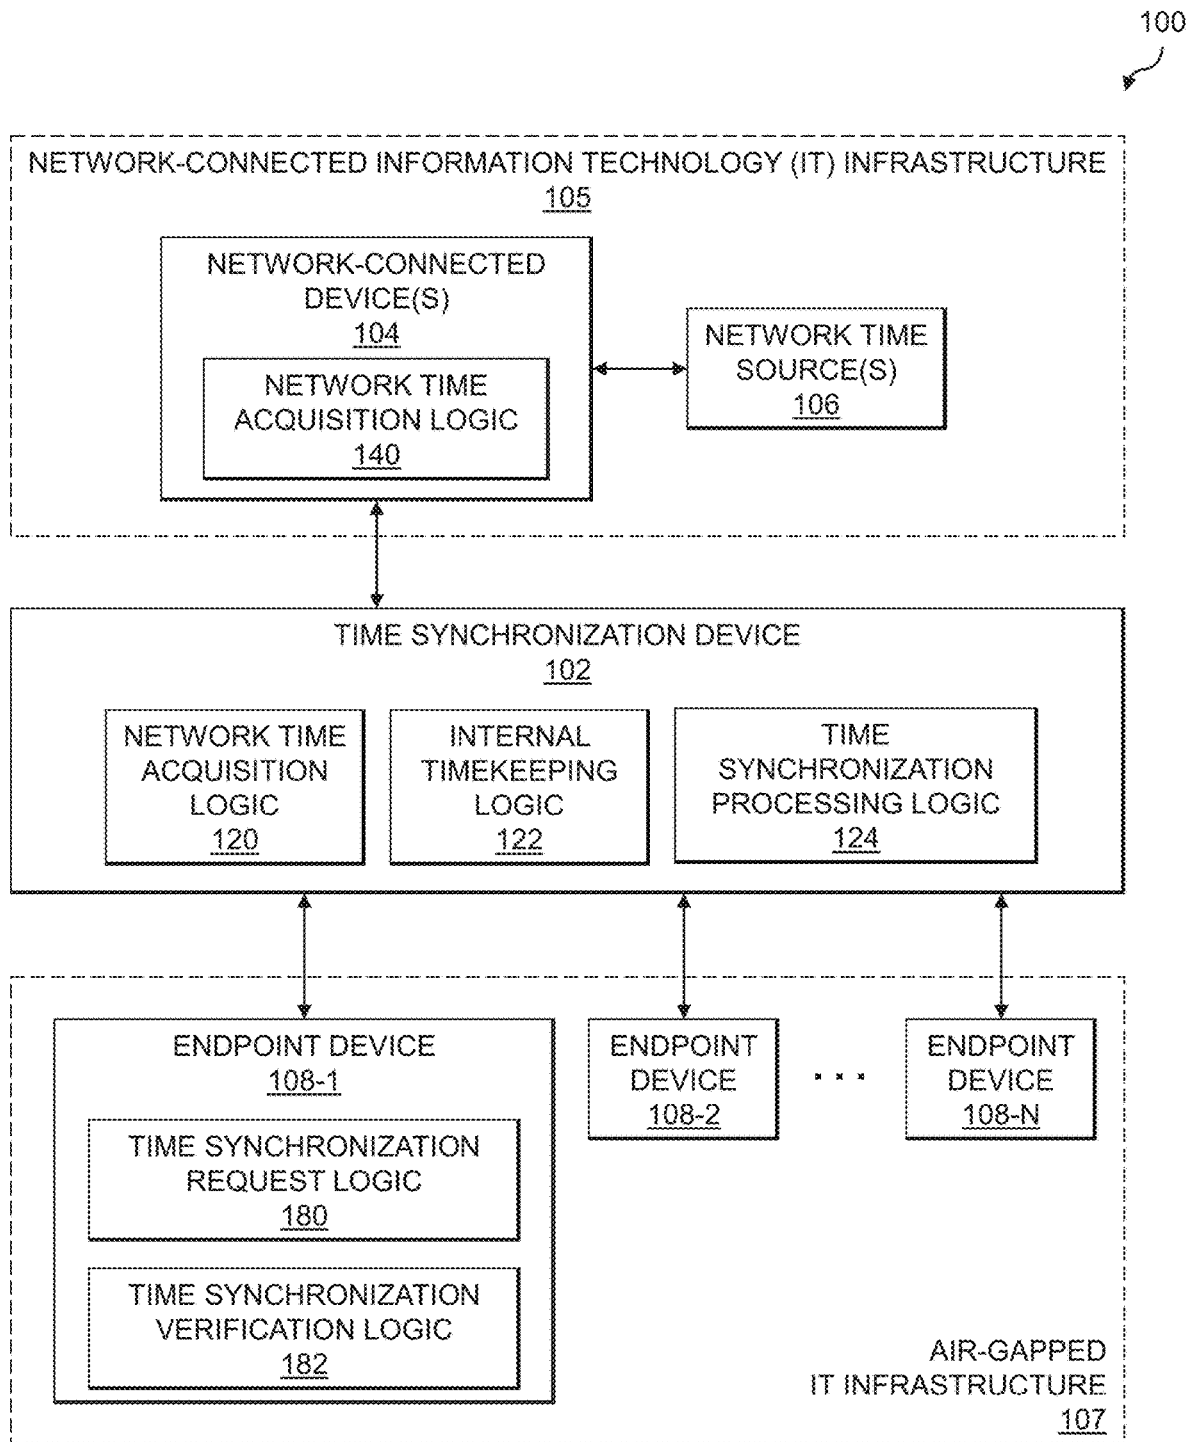 100
NETWORK-CONNECTED INFORMATION TECHNOLOGY (IT) INFRASTRUCTURE
105
NETWORK-CONNECTED
DEVICE(S)
104
NETWORK TIME
ACQUISITION LOGIC
140
NETWORK TIME
SOURCE(S)
106
TIME SYNCHRONIZATION DEVICE
102
NETWORK TIME
ACQUISITION
LOGIC
120
INTERNAL
TIMEKEEPING
LOGIC
122
TIME
SYNCHRONIZATION
PROCESSING LOGIC
124
ENDPOINT DEVICE
108-1
TIME SYNCHRONIZATION
REQUEST LOGIC
180
TIME SYNCHRONIZATION
VERIFICATION LOGIC
182
ENDPOINT
DEVICE
108-2
. . .
ENDPOINT
DEVICE
108-N
AIR-GAPPED
IT INFRASTRUCTURE
107